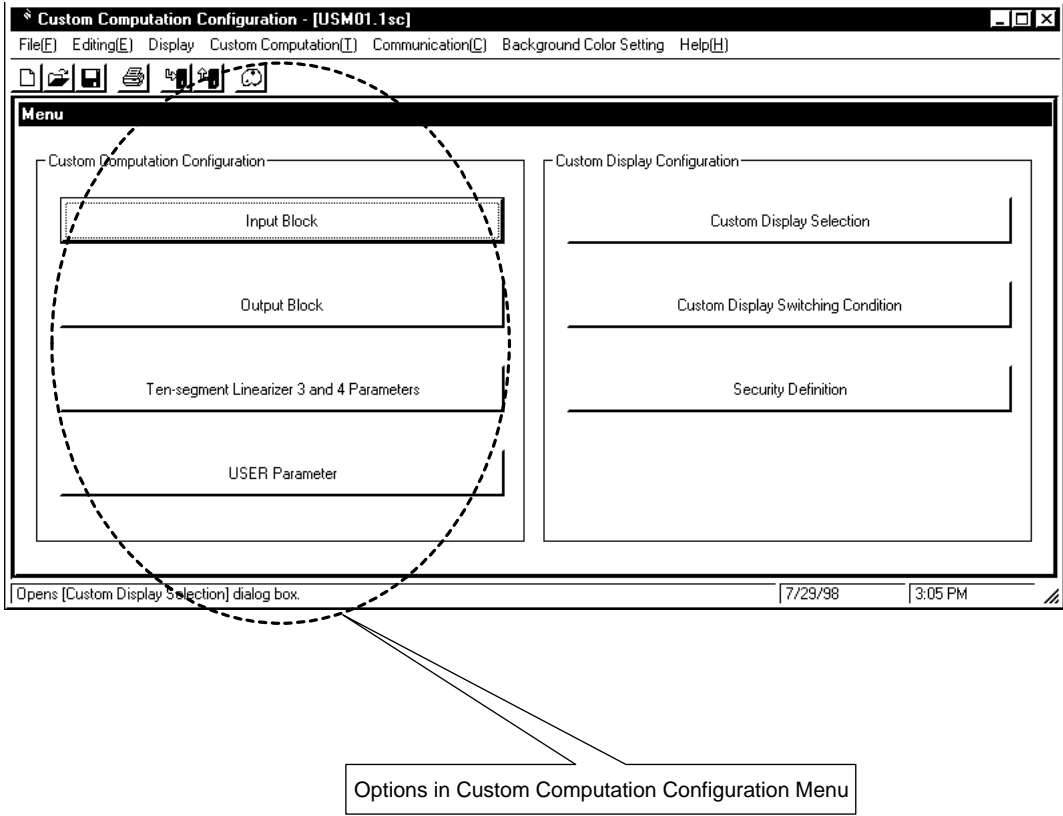 Custom Computation Configuration - [USM01.1sc]
File(F) Editing(E) Display Custom Computation(T) Communication(C) Background Color Setting Help(H)
Menu
Custom Computation Configuration
Custom Display Configuration
Input Block
Custom Display Selection
Output Block
Custom Display Switching Condition
Ten-segment Linearizer 3 and 4 Parameters
Security Definition
USER Parameter
Opens [Custom Display Selection] dialog box.
7/29/98
3:05 PM
Options in Custom Computation Configuration Menu